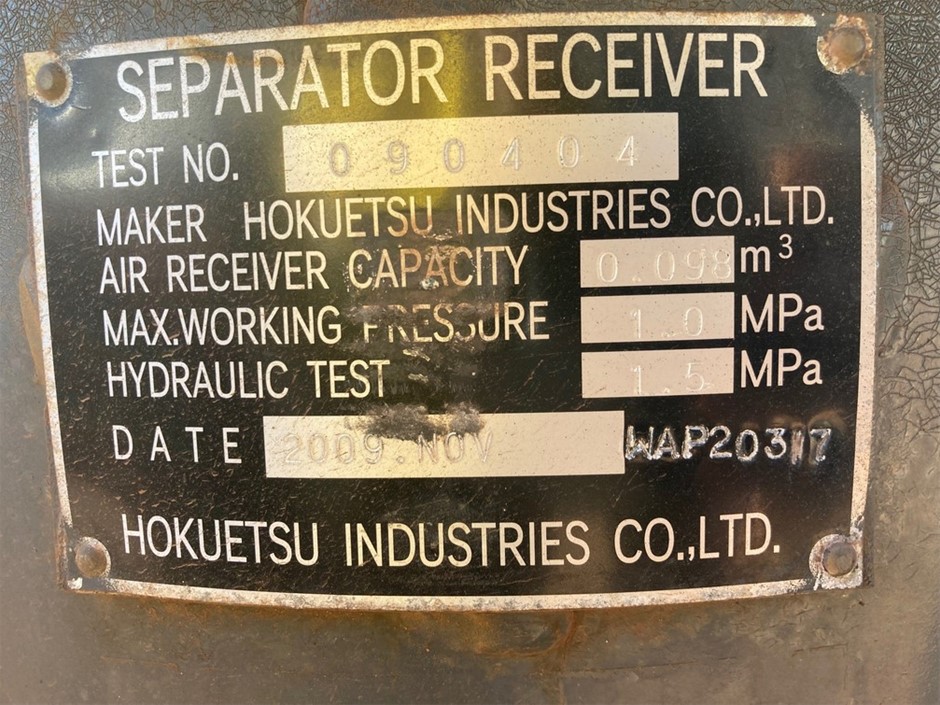 SEPARATOR RECEIVER
TEST NO. 090404
MAKER HOKUETSU INDUSTRIES CO.,LTD.
AIR RECEIVER CAPACITY 0.098 m³
MAX.WORKING PRESSURE 1.0 MPa
HYDRAULIC TEST 1.5 MPa
DATE 2009.NOV WAP20317
HOKUETSU INDUSTRIES CO.,LTD.